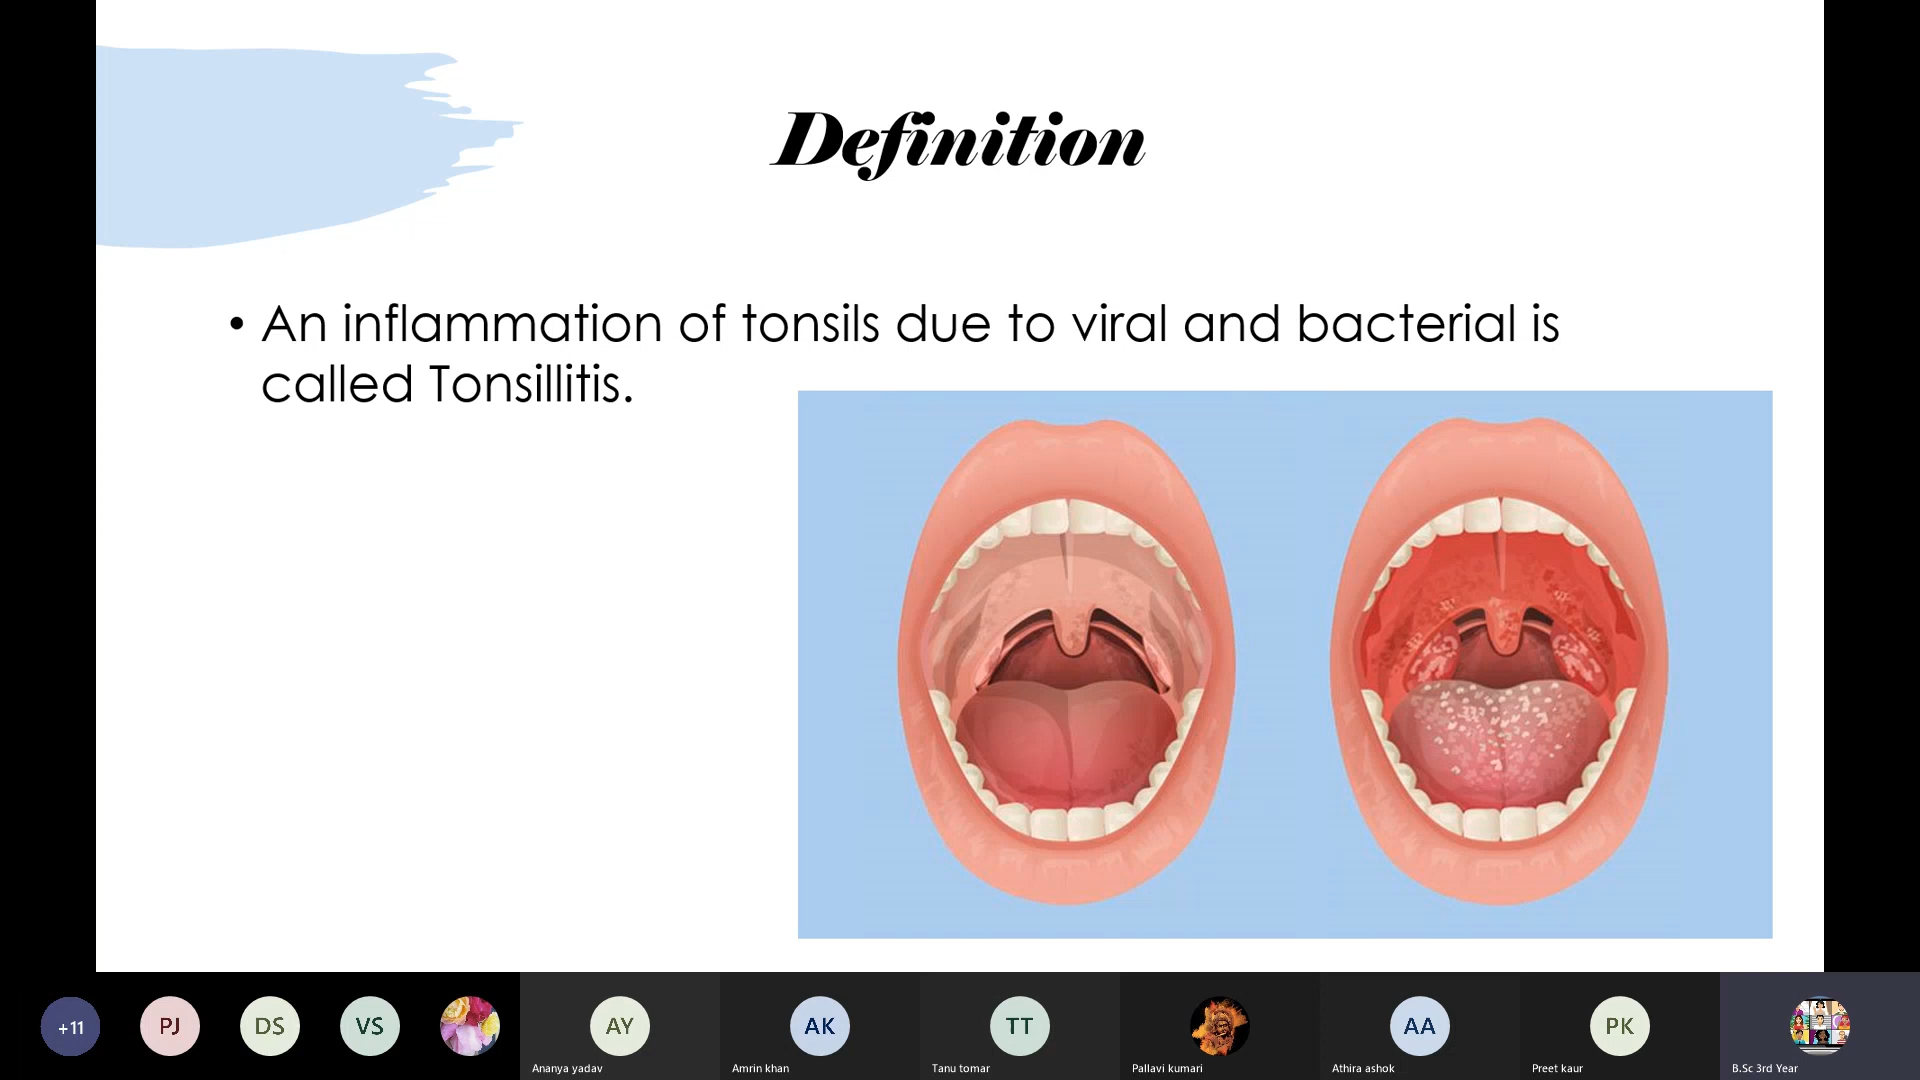 Definition
• An inflammation of tonsils due to viral and bacterial is
called Tonsillitis.
+11
PJ
DS
VS
AY
AK
TT
AA
PK
Ananya yadav
Amrin khan
Tanu tomar
Pallavi kumari
Athira ashok
Preet kaur
B.Sc 3rd Year